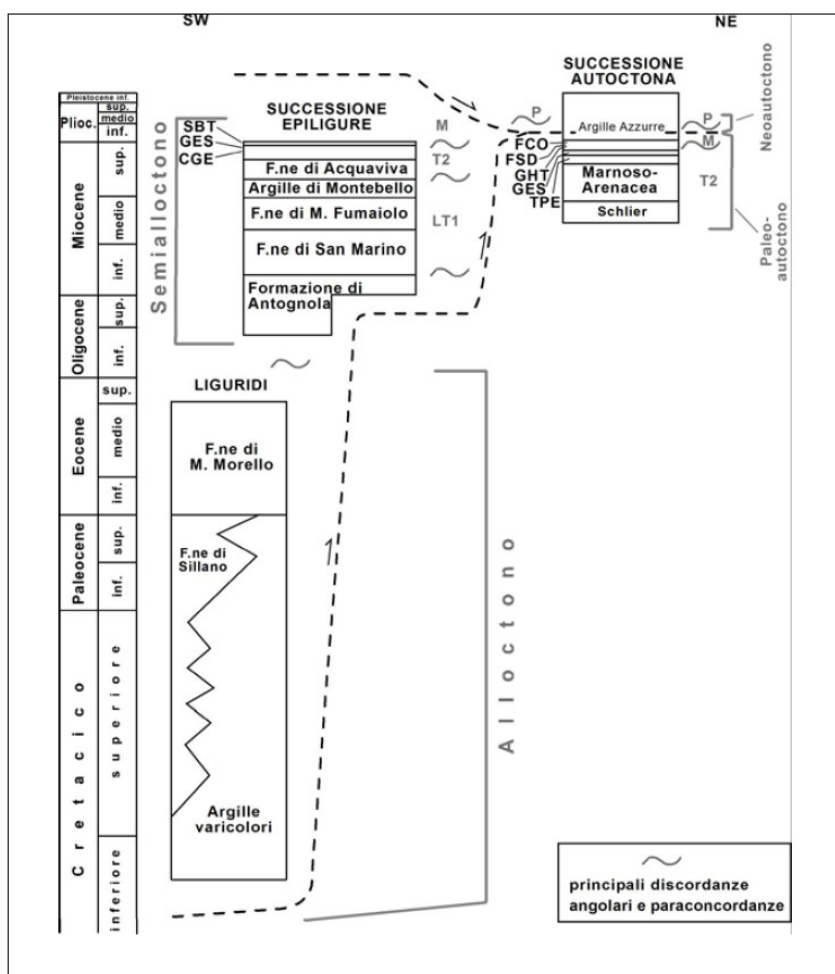 SW
NE
SUCCESSIONE
AUTOCTONA
Pleistocene inf.
Plioc.
sup.
medio
inf.
SUCCESSIONE
EPILIGURE
SBT
GES
CGE
F.ne di Acquaviva
Argille di Montebello
F.ne di M. Fumaiolo
F.ne di San Marino
Formazione di
Antognola
M
T2
LT1
P
Argille Azzurre
P
M
FCO
FSD
GHT
GES
TPE
Marnoso-
Arenacea
Schlier
T2
Neoautoctono
Paleo-
autoctono
Semialloctono
Miocene
sup.
medio
inf.
Oligocene
sup.
inf.
Eocene
sup.
medio
inf.
Paleocene
sup.
inf.
Cretacico
superiore
inferiore
LIGURIDI
F.ne di
M. Morello
F.ne di
Sillano
Argille
varicolori
Alloctono
principali discordanze
angolari e paraconcordanze